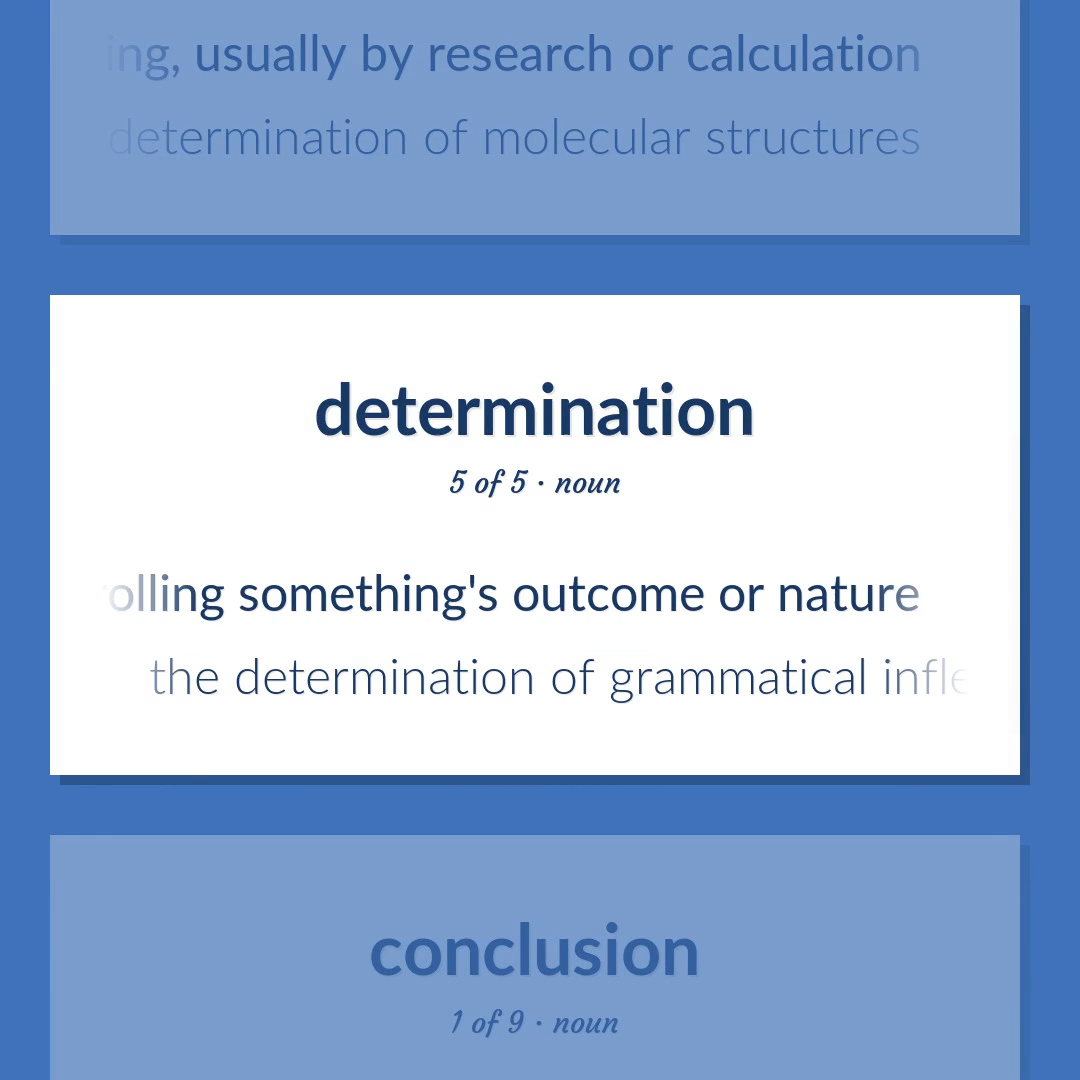 ing, usually by research or calculation
determination of molecular structures
determination
5 of 5 · noun
olling something's outcome or nature
the determination of grammatical infle
conclusion
1 of 9 · noun